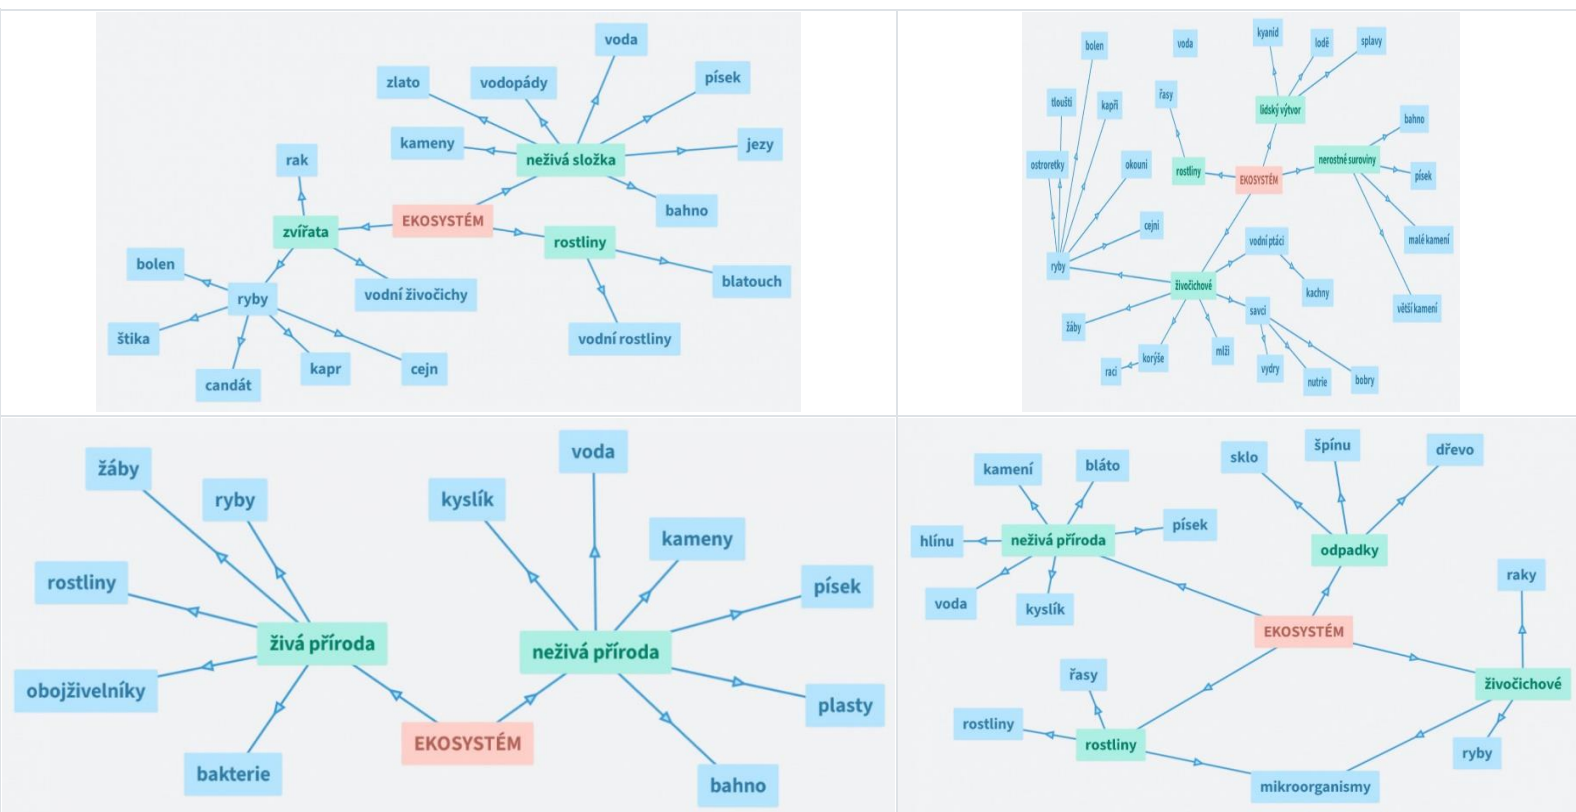 voda
zlato
vodopády
písek
kameny
neživá složka
jezy
rak
bahno
EKOSYSTÉM
zvířata
rostliny
bolen
blatouch
vodní živočichy
ryby
štika
vodní rostliny
kapr
cejn
candát
kyanid
lodě
splavy
bolen
voda
řasy
tloušti
kapři
lidský výtvor
bahno
ostroretky
okouni
rostliny
EKOSYSTÉM
nerostné suroviny
písek
cejni
vodní ptáci
malé kamení
ryby
živočichové
kachny
větší kamení
žáby
savci
korýše
mlži
raci
vydry
nutrie
bobry
voda
žáby
ryby
kyslík
kameny
rostliny
písek
živá příroda
neživá příroda
obojživelníky
plasty
EKOSYSTÉM
bakterie
bahno
kamení
bláto
sklo
špínu
dřevo
hlínu
neživá příroda
písek
odpadky
voda
kyslík
raky
EKOSYSTÉM
řasy
živočichové
rostliny
rostliny
ryby
mikroorganismy